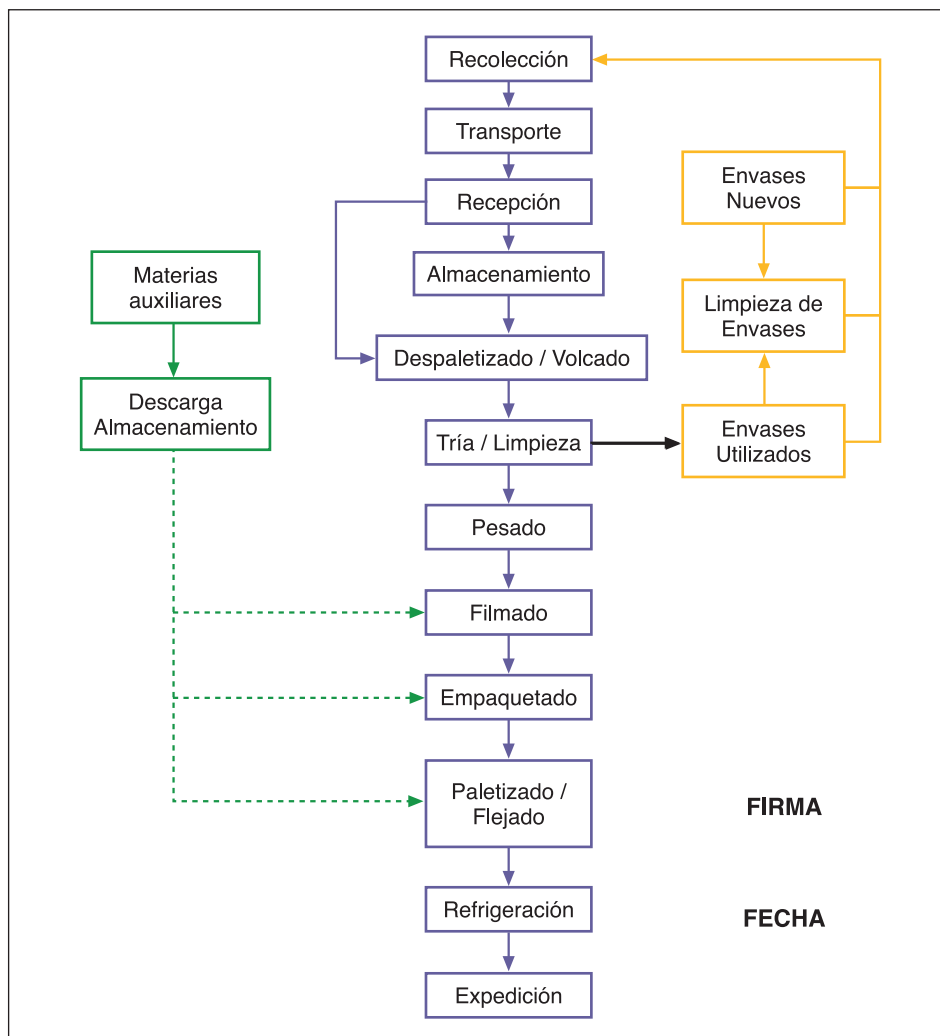 Recolección
Transporte
Recepción
Almacenamiento
Despaletizado / Volcado
Tría / Limpieza
Pesado
Filmado
Empaquetado
Paletizado /
Flejado
Refrigeración
Expedición
Materias
auxiliares
Descarga
Almacenamiento
Envases
Nuevos
Limpieza de
Envases
Envases
Utilizados
FIRMA
FECHA